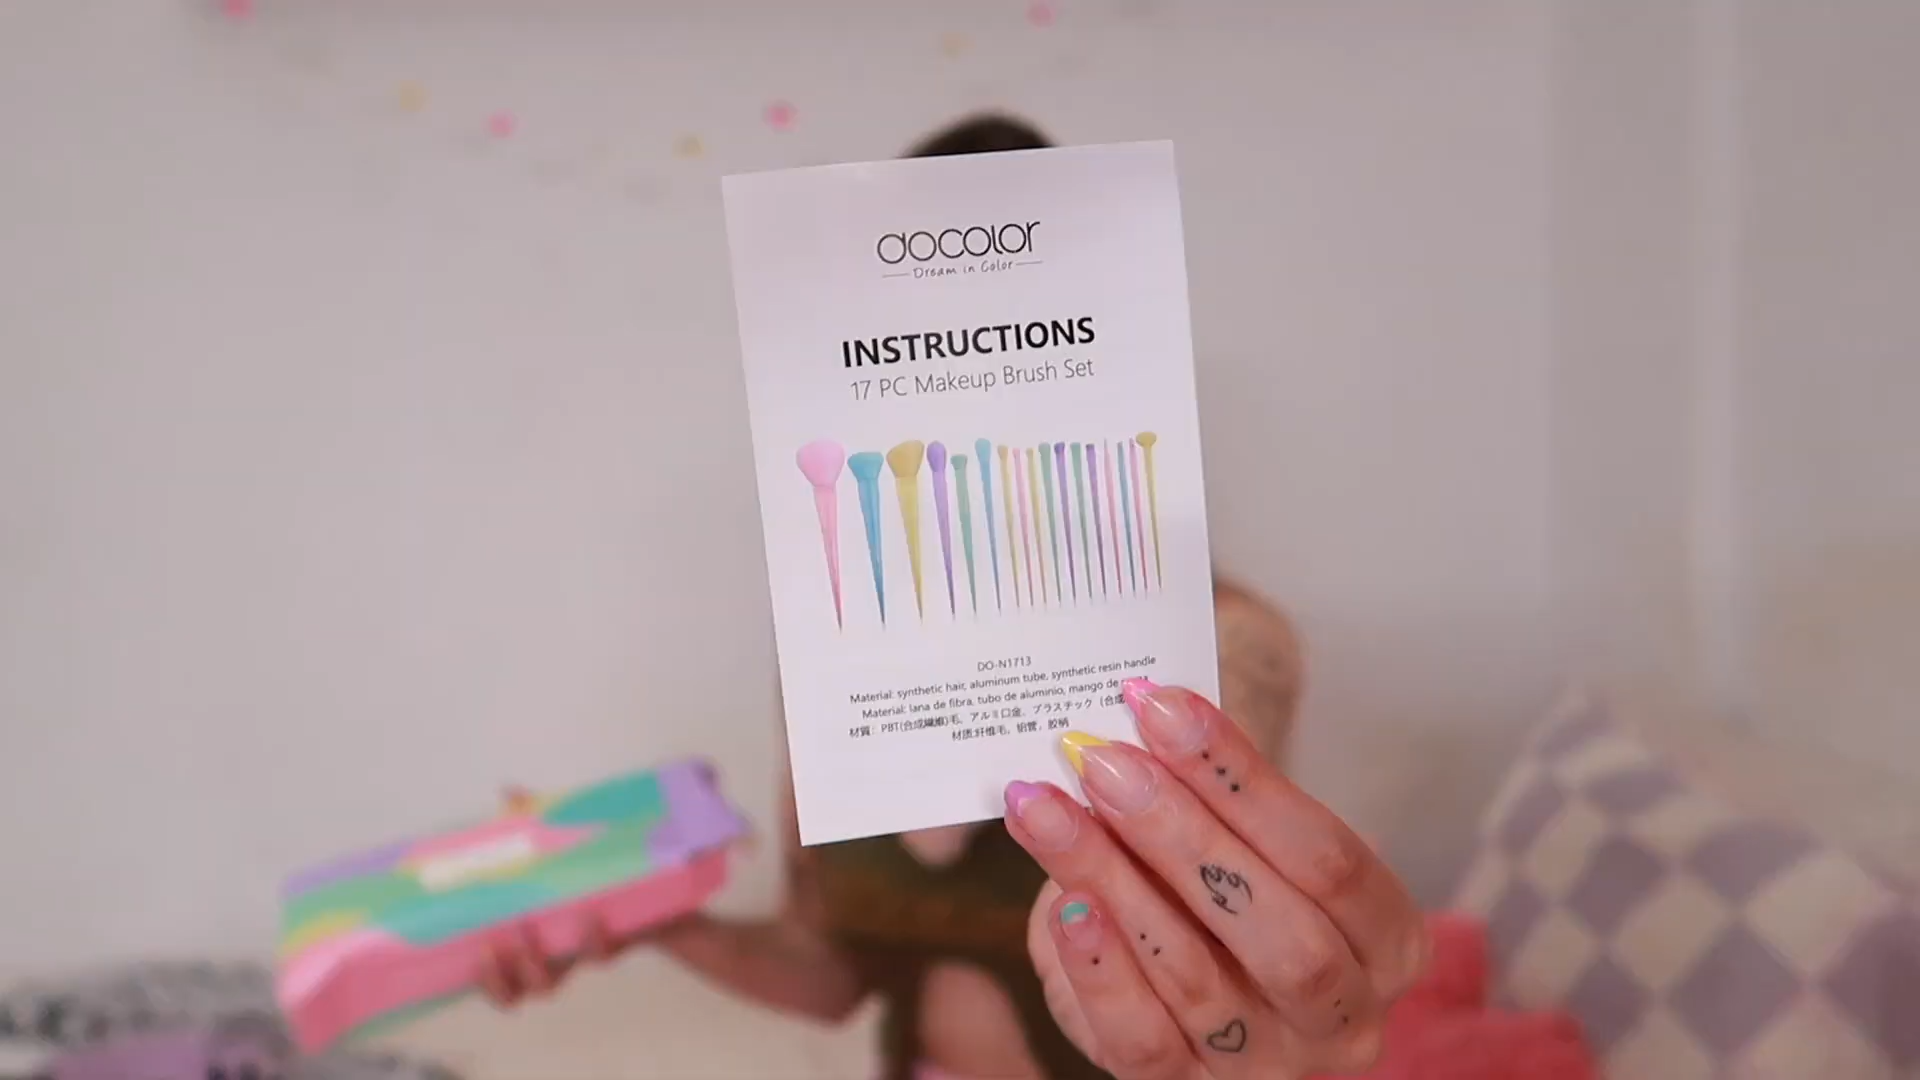 docolor
Dream in Color
INSTRUCTIONS
17 PC Makeup Brush Set
DO-N1713
Material: synthetic hair, aluminum tube, synthetic resin handle
Material: lana de fibra, tubo de aluminio, mango de
材質：PBT(合成繊維)毛、アルミ口金、プラスチック（合成
材质:纤维毛，铝管，胶柄